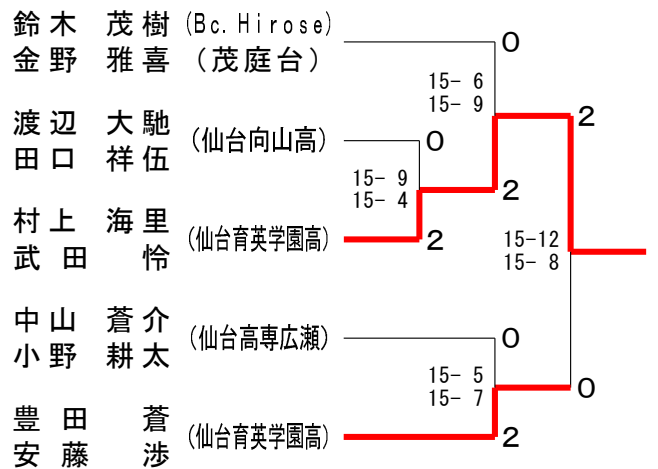 鈴木 茂樹 (Bc.Hirose) 0
金野 雅喜 (茂庭台)
15- 6
15- 9
2
渡辺 大馳
田口 祥伍 (仙台向山高) 0
15- 9
15- 4
2
村上 海里
武田 怜 (仙台育英学園高) 2
15-12
15- 8
中山 蒼介
小野 耕太 (仙台高専広瀬) 0
15- 5
15- 7
0
豊田 蒼
安藤 渉 (仙台育英学園高) 2